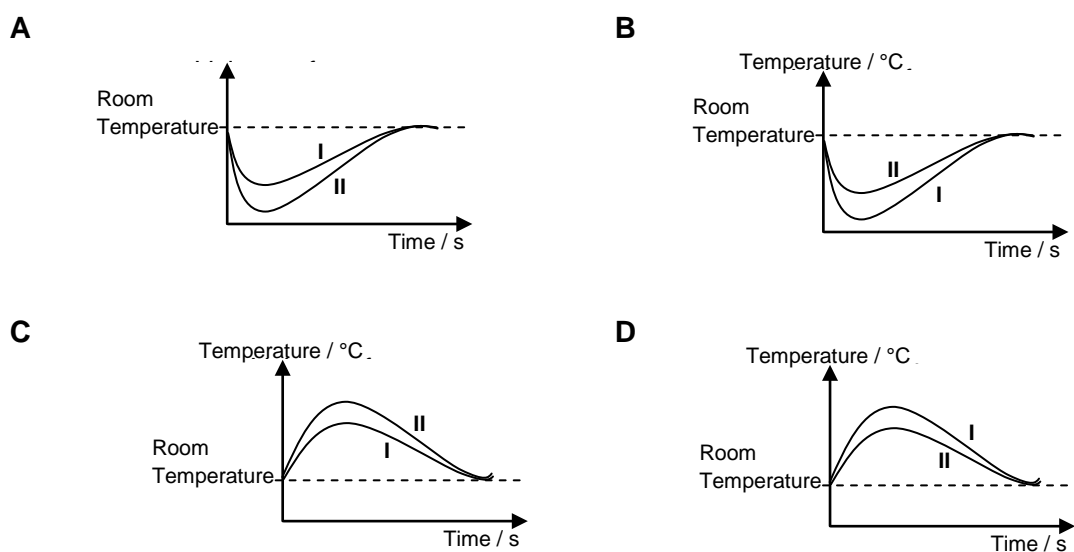 A
Room
Temperature
I
II
Time / s
B
Temperature / °C
Room
Temperature
II
I
Time / s
C
Temperature / °C
II
I
Room
Temperature
Time / s
D
Temperature / °C
I
II
Room
Temperature
Time / s